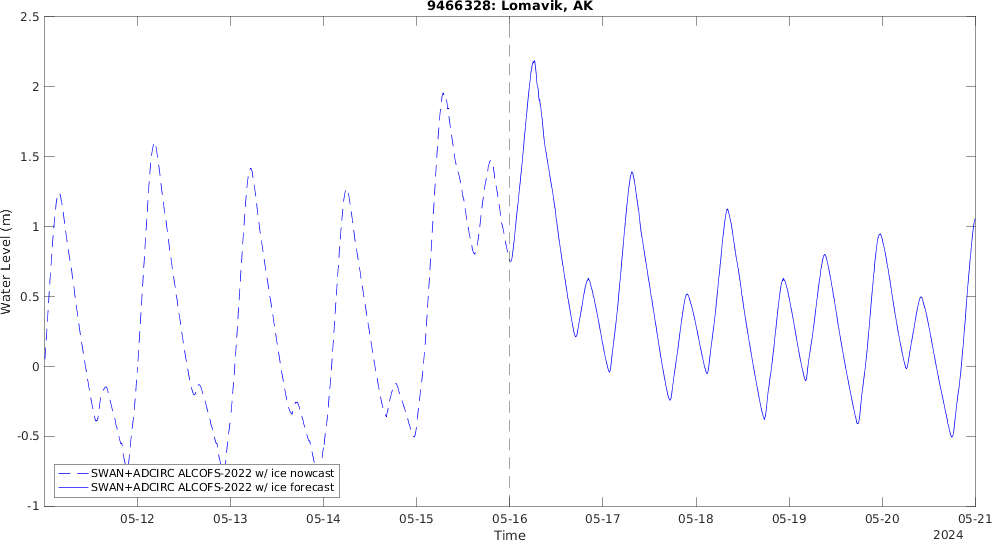 9466328: Lomavik, AK
2.5
2
1.5
1
0.5
0
-0.5
-1
Water Level (m)
SWAN+ADCIRC ALCOFS-2022 w/ ice nowcast
SWAN+ADCIRC ALCOFS-2022 w/ ice forecast
05-12 05-13 05-14 05-15 05-16 05-17 05-18 05-19 05-20 05-21
Time
2024